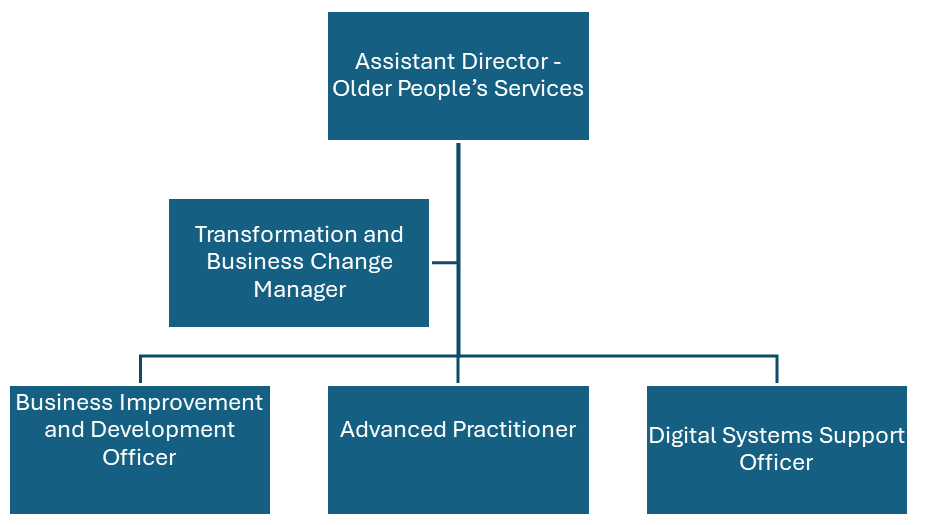 Assistant Director -
Older People’s Services
Transformation and
Business Change
Manager
Business Improvement
and Development
Officer
Advanced Practitioner
Digital Systems Support
Officer